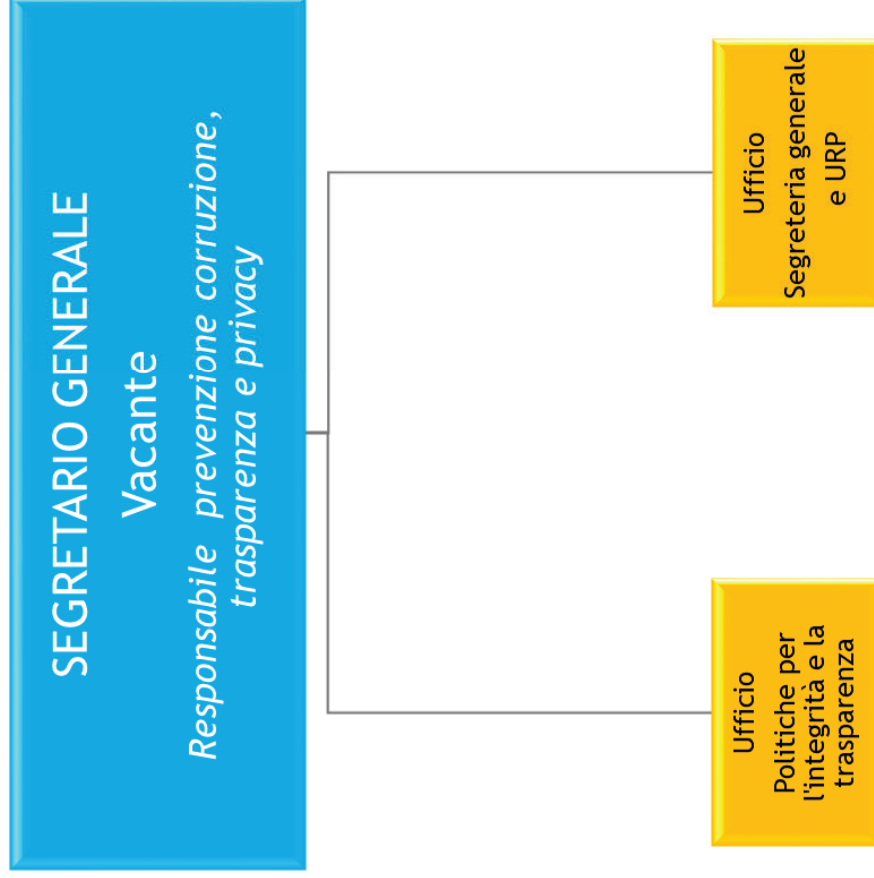 SEGRETARIO GENERALE
Vacante
Responsabile prevenzione corruzione,
trasparenza e privacy
Ufficio
Politiche per
l'integrità e la
trasparenza
Ufficio
Segreteria generale
e URP